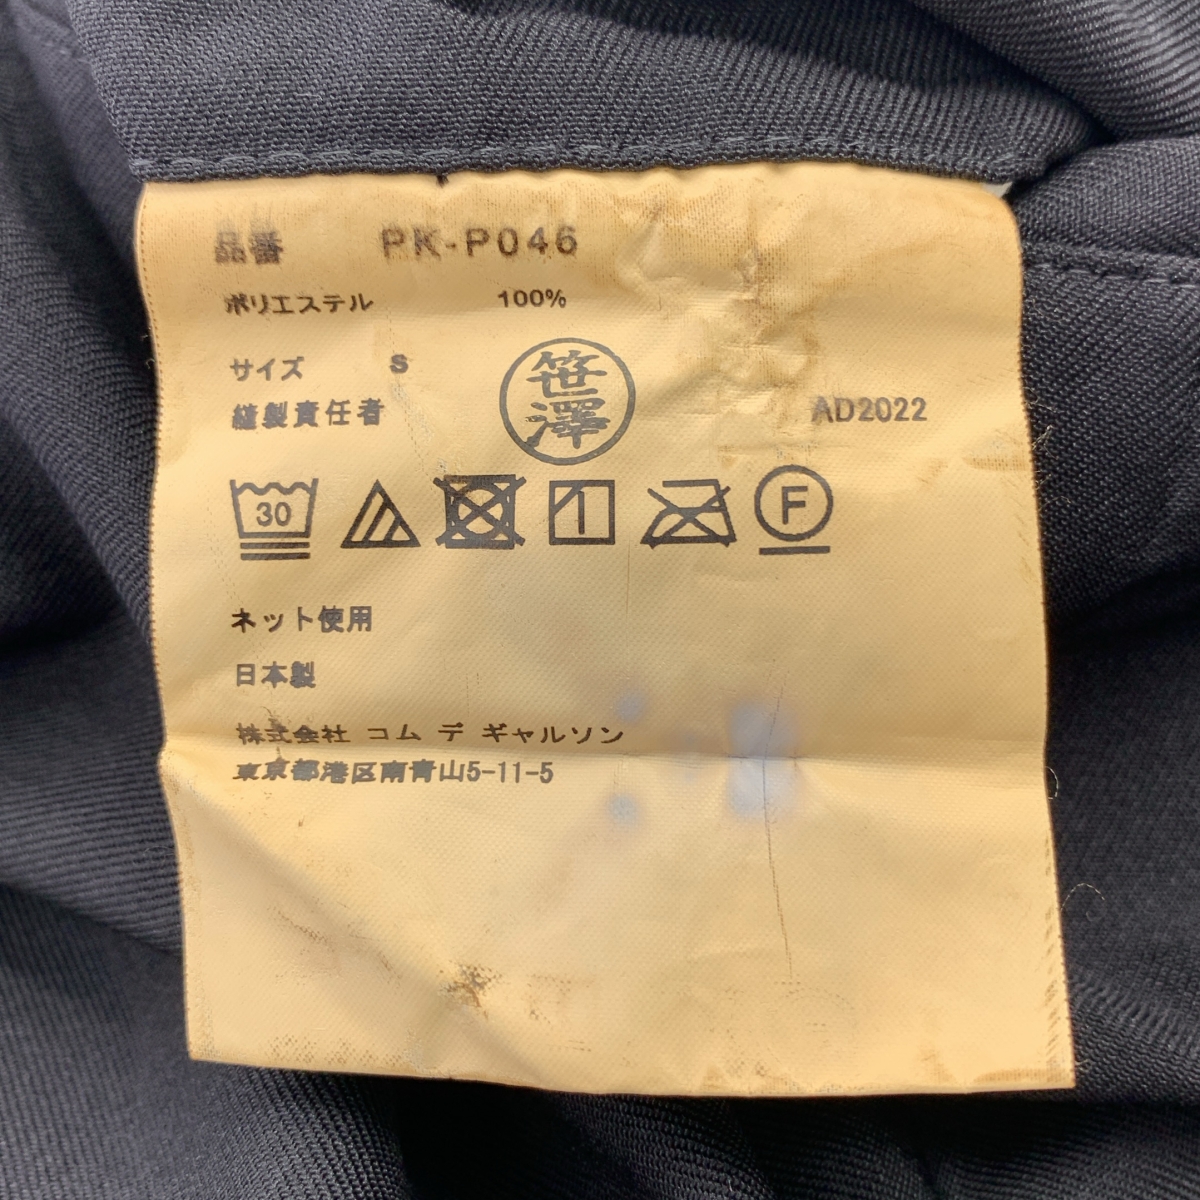 品番 PK-P046
ポリエステル 100%
サイズ S
縫製責任者 笹澤 AD2022
30 F
ネット使用
日本製
株式会社 コム デ ギャルソン
東京都港区南青山5-11-5